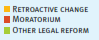 Retroactive change
Moratorium
Other legal reform